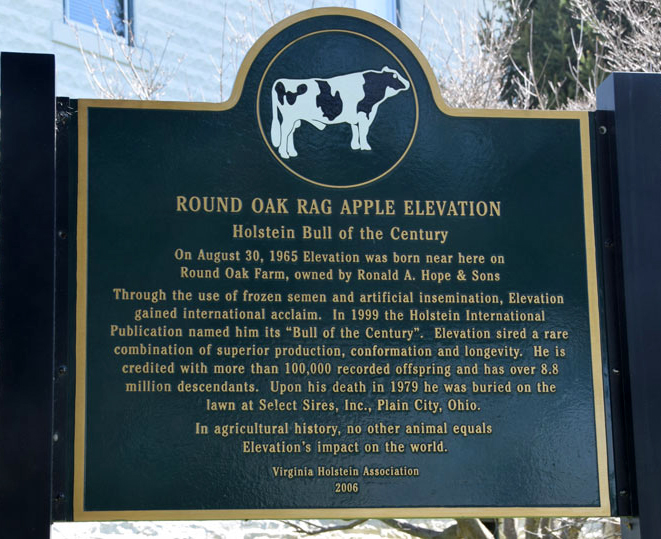 ROUND OAK RAG APPLE ELEVATION
Holstein Bull of the Century
On August 30, 1965 Elevation was born near here on
Round Oak Farm, owned by Ronald A. Hope & Sons
Through the use of frozen semen and artificial insemination, Elevation
gained international acclaim. In 1999 the Holstein International
Publication named him its “Bull of the Century”. Elevation sired a rare
combination of superior production, conformation and longevity. He is
credited with more than 100,000 recorded offspring and has over 8.8
million descendants. Upon his death in 1979 he was buried on the
lawn at Select Sires, Inc., Plain City, Ohio.
In agricultural history, no other animal equals
Elevation's impact on the world.
Virginia Holstein Association
2006